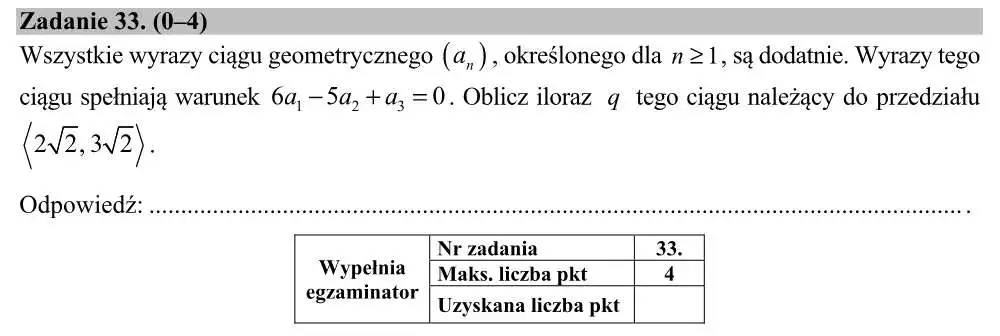 Zadanie 33. (0–4)
Wszystkie wyrazy ciągu geometrycznego (aₙ), określonego dla n ≥ 1, są dodatnie. Wyrazy tego
ciągu spełniają warunek 6a₁ − 5a₂ + a₃ = 0. Oblicz iloraz q tego ciągu należący do przedziału
⟨2√2, 3√2⟩.
Odpowiedź: .................................................................................................................................
Wypełnia egzaminator
Nr zadania 33.
Maks. liczba pkt 4
Uzyskana liczba pkt